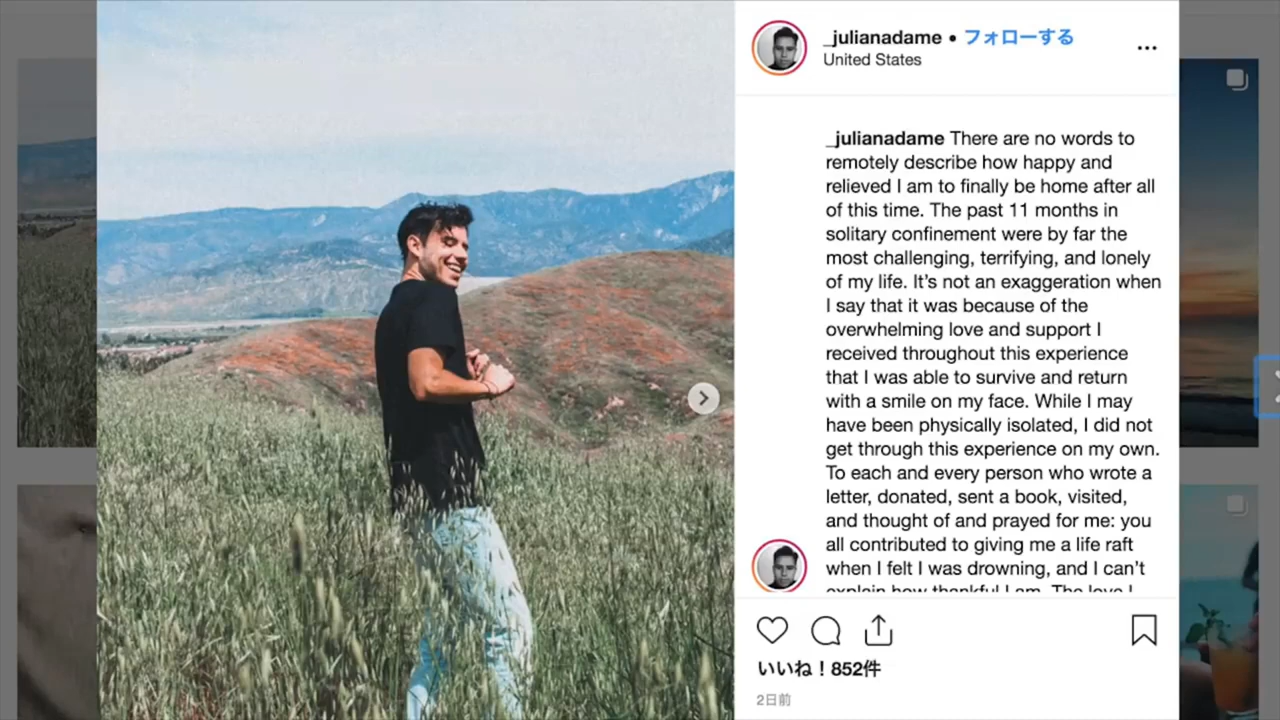 _julianadame • フォローする
United States
_julianadame There are no words to
remotely describe how happy and
relieved I am to finally be home after all
of this time. The past 11 months in
solitary confinement were by far the
most challenging, terrifying, and lonely
of my life. It’s not an exaggeration when
I say that it was because of the
overwhelming love and support I
received throughout this experience
that I was able to survive and return
with a smile on my face. While I may
have been physically isolated, I did not
get through this experience on my own.
To each and every person who wrote a
letter, donated, sent a book, visited,
and thought of and prayed for me: you
all contributed to giving me a life raft
when I felt I was drowning, and I can’t
explain how thankful I am. The love I
いいね！852件
2日前